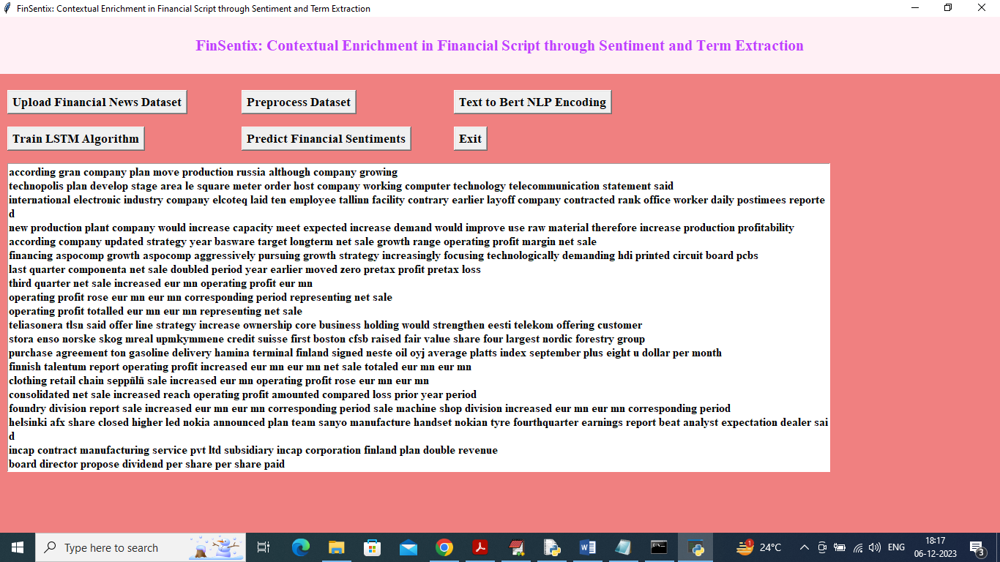 FinSentix: Contextual Enrichment in Financial Script through Sentiment and Term Extraction
FinSentix: Contextual Enrichment in Financial Script through Sentiment and Term Extraction
Upload Financial News Dataset
Preprocess Dataset
Text to Bert NLP Encoding
Train LSTM Algorithm
Predict Financial Sentiments
Exit
according gran company plan move production russia although company growing
technopolis plan develop stage area le square meter order host company working computer technology telecommunication statement said
international electronic industry company elcoteq laid ten employee tallinn facility contrary earlier layoff company contracted rank office worker daily postimees reporte
d
new production plant company would increase capacity meet expected increase demand would improve use raw material therefore increase production profitability
according company updated strategy year basware target longterm net sale growth range operating profit margin net sale
financing aspocomp growth aspocomp aggressively pursuing growth strategy increasingly focusing technologically demanding hdi printed circuit board pcbs
last quarter componenta net sale doubled period year earlier moved zero pretax profit pretax loss
third quarter net sale increased eur mn operating profit eur mn
operating profit rose eur mn eur mn corresponding period representing net sale
operating profit totalled eur mn eur mn representing net sale
teliasonera tlsn said offer line strategy increase ownership core business holding would strengthen eesti telekom offering customer
stora enso norske skog mreal upmkymmene credit suisse first boston cfsb raised fair value share four largest nordic forestry group
purchase agreement ton gasoline delivery hamina terminal finland signed neste oil oyj average platts index september plus eight u dollar per month
finnish talentum report operating profit increased eur mn eur mn net sale totaled eur mn eur mn
clothing retail chain seppñlñ sale increased eur mn operating profit rose eur mn eur mn
consolidated net sale increased reach operating profit amounted compared loss prior year period
foundry division report sale increased eur mn eur mn corresponding period sale machine shop division increased eur mn eur mn corresponding period
helsinki afx share closed higher led nokia announced plan team sanyo manufacture handset nokian tyre fourthquarter earnings report beat analyst expectation dealer sai
d
incap contract manufacturing service pvt ltd subsidiary incap corporation finland plan double revenue
board director propose dividend per share per share paid
Type here to search
1
24°C
ENG
18:17
06-12-2023
3